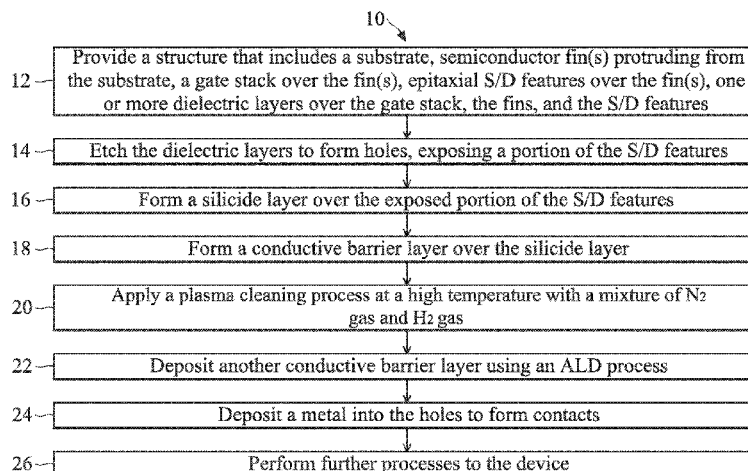 10
12
Provide a structure that includes a substrate, semiconductor fin(s) protruding from
the substrate, a gate stack over the fin(s), epitaxial S/D features over the fin(s), one
or more dielectric layers over the gate stack, the fins, and the S/D features
14
Etch the dielectric layers to form holes, exposing a portion of the S/D features
16
Form a silicide layer over the exposed portion of the S/D features
18
Form a conductive barrier layer over the silicide layer
20
Apply a plasma cleaning process at a high temperature with a mixture of N₂
gas and H₂ gas
22
Deposit another conductive barrier layer using an ALD process
24
Deposit a metal into the holes to form contacts
26
Perform further processes to the device